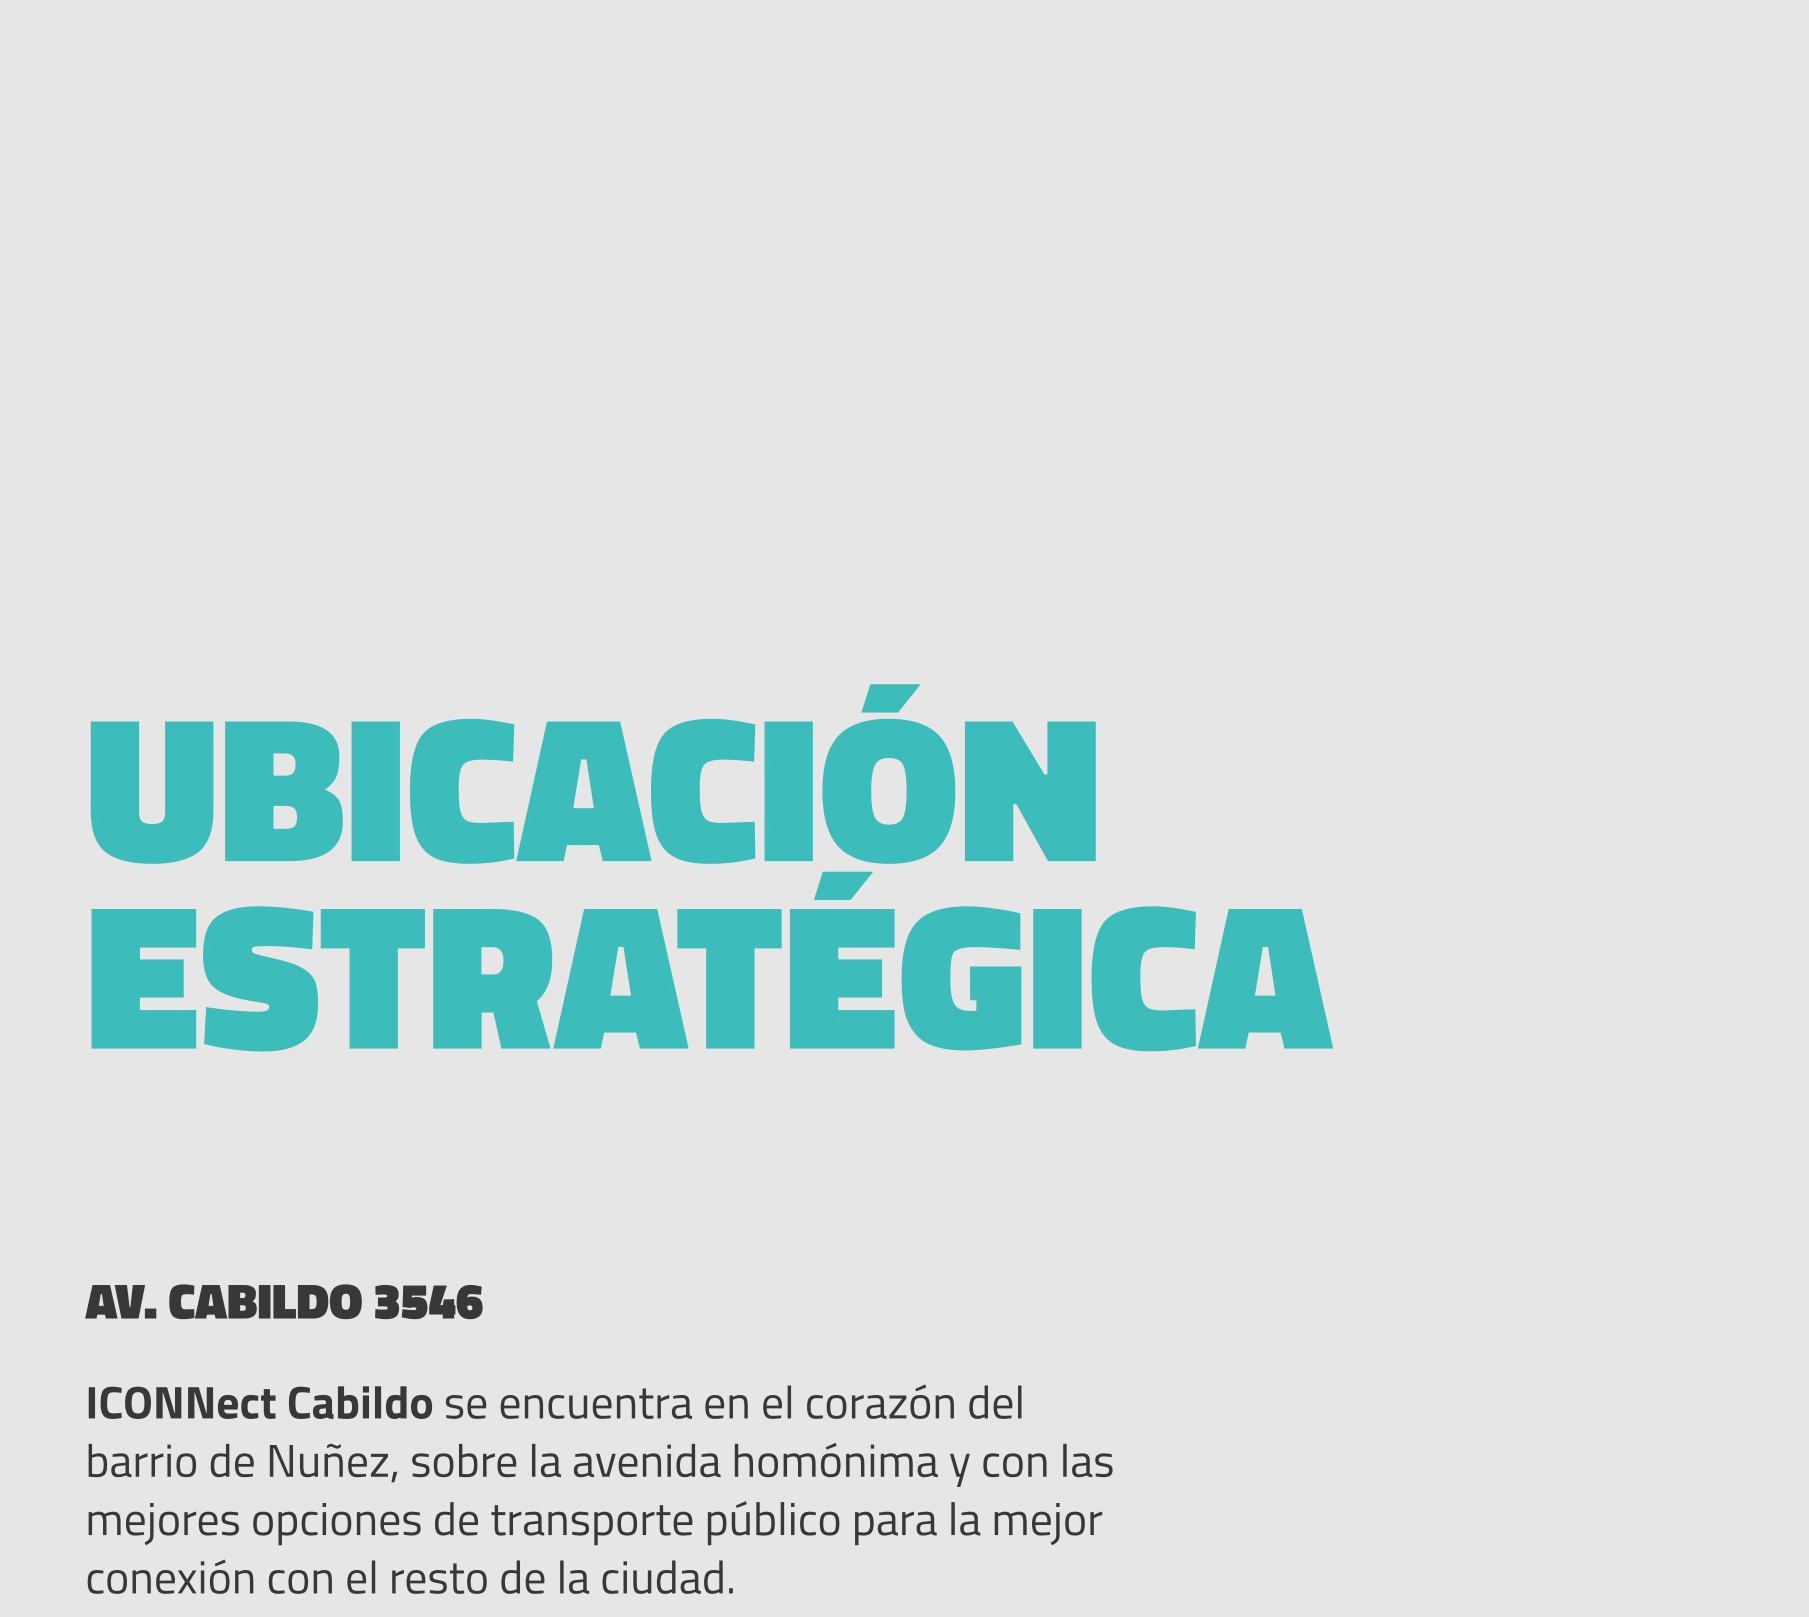 UBICACIÓN
ESTRATÉGICA
AV. CABILDO 3546
ICONNect Cabildo se encuentra en el corazón del
barrio de Nuñez, sobre la avenida homónima y con las
mejores opciones de transporte público para la mejor
conexión con el resto de la ciudad.